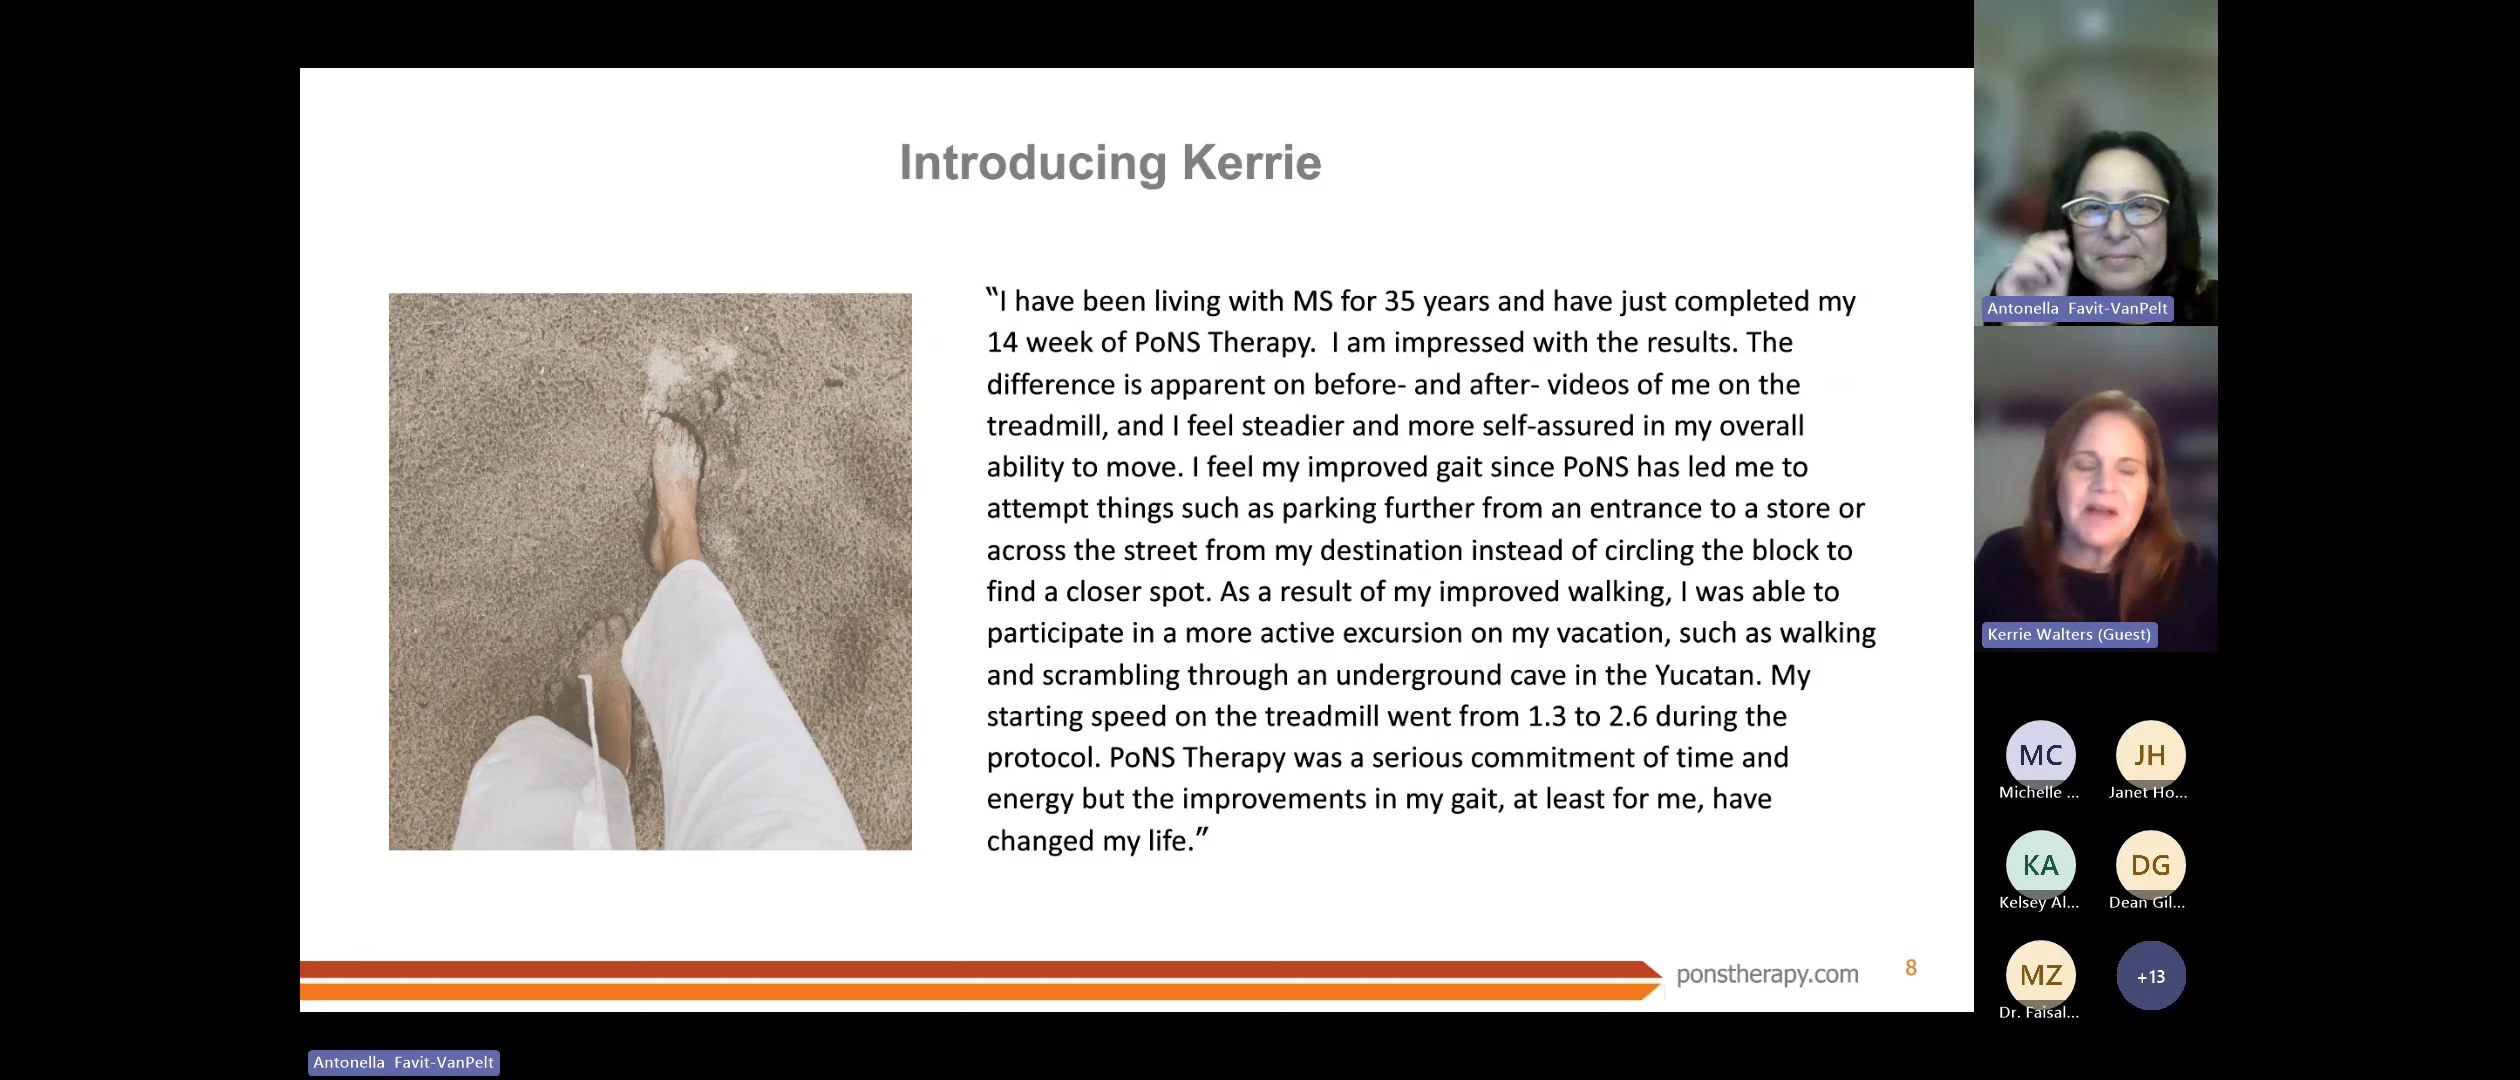 Introducing Kerrie
"I have been living with MS for 35 years and have just completed my
14 week of PoNS Therapy.  I am impressed with the results. The
difference is apparent on before- and after- videos of me on the
treadmill, and I feel steadier and more self-assured in my overall
ability to move. I feel my improved gait since PoNS has led me to
attempt things such as parking further from an entrance to a store or
across the street from my destination instead of circling the block to
find a closer spot. As a result of my improved walking, I was able to
participate in a more active excursion on my vacation, such as walking
and scrambling through an underground cave in the Yucatan. My
starting speed on the treadmill went from 1.3 to 2.6 during the
protocol. PoNS Therapy was a serious commitment of time and
energy but the improvements in my gait, at least for me, have
changed my life."
ponstherapy.com
8
Antonella Favit-VanPelt
Kerrie Walters (Guest)
MC
Michelle ...
JH
Janet Ho...
KA
Kelsey Al...
DG
Dean Gil...
MZ
Dr. Faisal...
+13
Antonella Favit-VanPelt